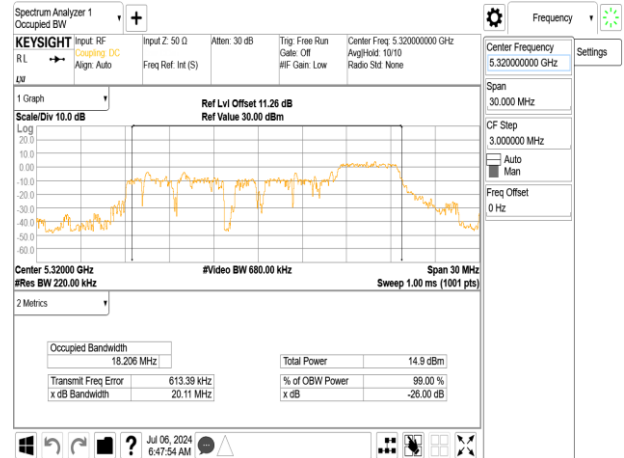 Spectrum Analyzer 1
Occupied BW
Frequency
KEYSIGHT
Input: RF
Coupling: DC
Align: Auto
Input Z: 50 Ω
Freq Ref: Int (S)
Atten: 30 dB
Trig: Free Run
Gate: Off
#IF Gain: Low
Center Freq: 5.320000000 GHz
Avg|Hold: 10/10
Radio Std: None
R L
LXI
Center Frequency
5.320000000 GHz
Settings
Span
30.000 MHz
CF Step
3.000000 MHz
Auto
Man
Freq Offset
0 Hz
1 Graph
Scale/Div 10.0 dB
Ref Lvl Offset 11.26 dB
Ref Value 30.00 dBm
Log
20.0
10.0
0.00
-10.0
-20.0
-30.0
-40.0
-50.0
-60.0
Center 5.32000 GHz
#Video BW 680.00 kHz
Span 30 MHz
#Res BW 220.00 kHz
Sweep 1.00 ms (1001 pts)
2 Metrics
Occupied Bandwidth
18.206 MHz
Total Power 14.9 dBm
Transmit Freq Error 613.39 kHz
% of OBW Power 99.00 %
x dB Bandwidth 20.11 MHz
x dB -26.00 dB
?
Jul 06, 2024
6:47:54 AM